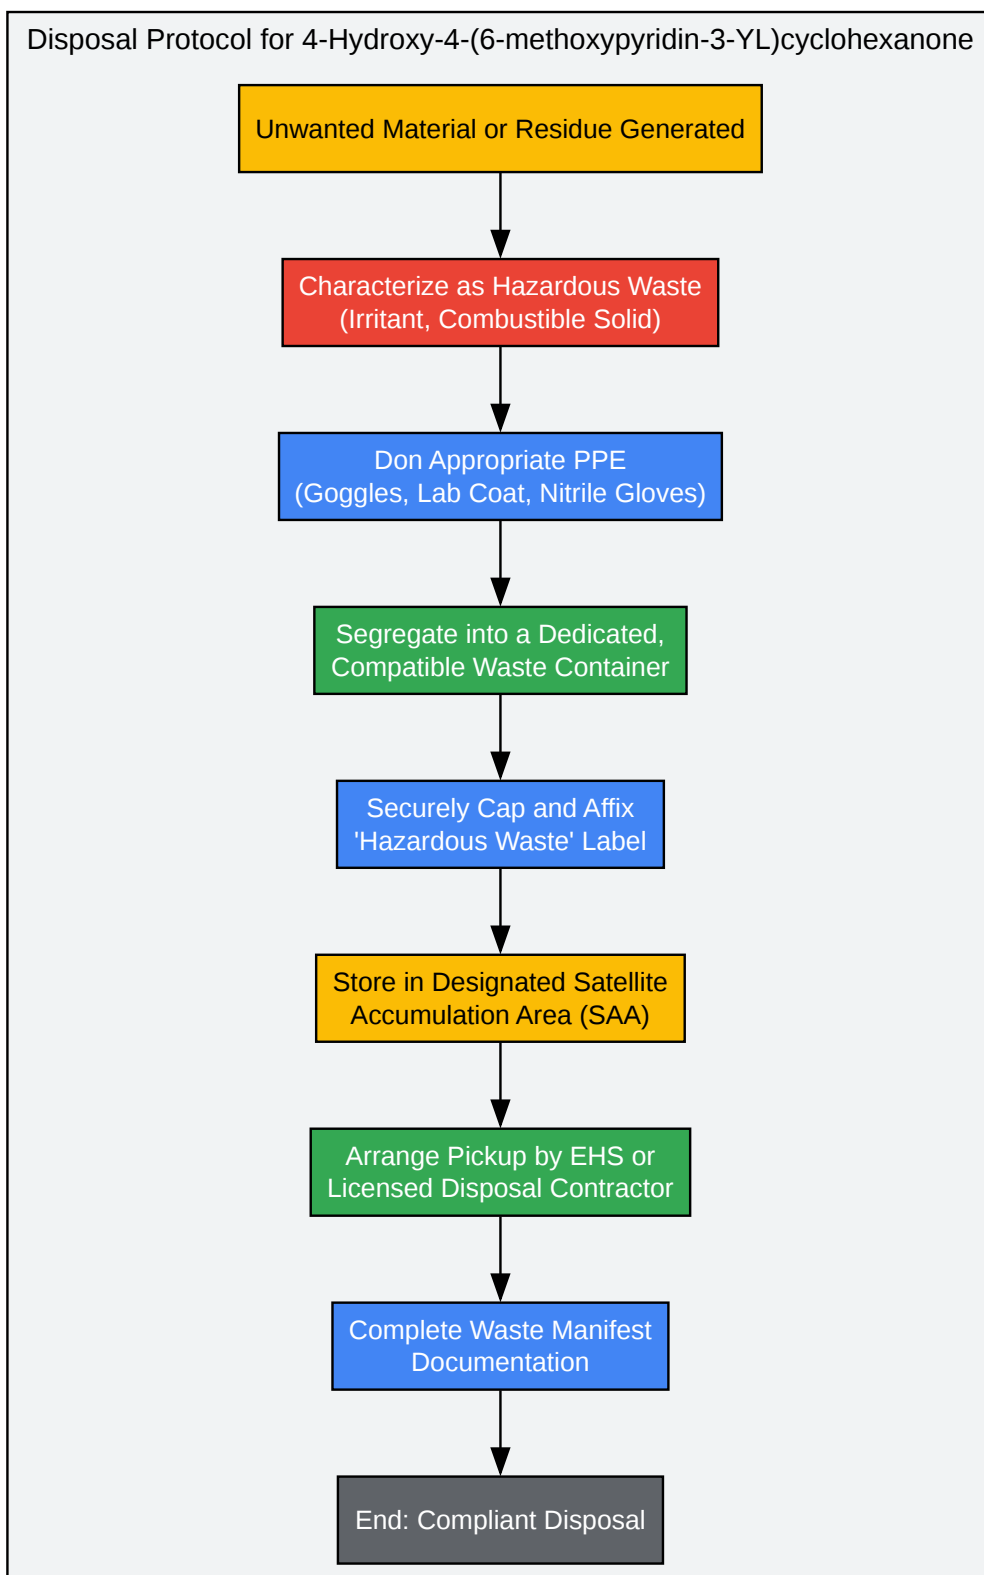 Disposal Protocol for 4-Hydroxy-4-(6-methoxypyridin-3-YL)cyclohexanone
Unwanted Material or Residue Generated
Characterize as Hazardous Waste
(Irritant, Combustible Solid)
Don Appropriate PPE
(Goggles, Lab Coat, Nitrile Gloves)
Segregate into a Dedicated,
Compatible Waste Container
Securely Cap and Affix
'Hazardous Waste' Label
Store in Designated Satellite
Accumulation Area (SAA)
Arrange Pickup by EHS or
Licensed Disposal Contractor
Complete Waste Manifest
Documentation
End: Compliant Disposal